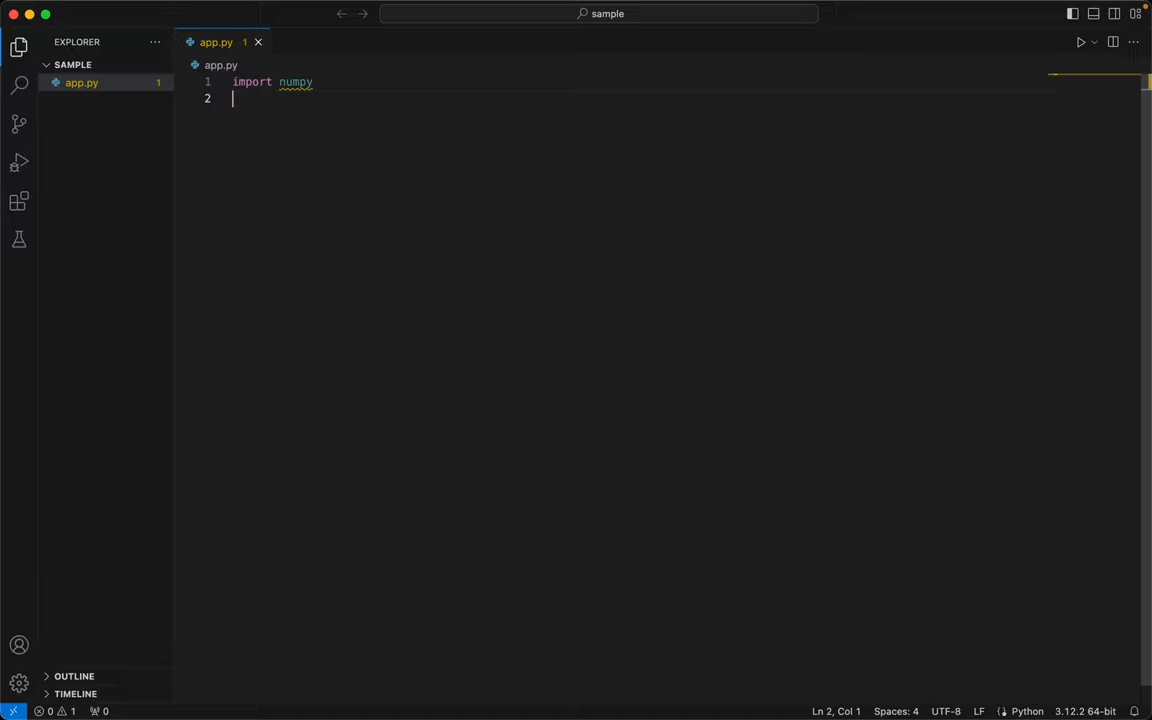 sample
EXPLORER
app.py 1
SAMPLE
app.py 1
app.py
1 import numpy
2
OUTLINE
TIMELINE
0 1 0
Ln 2, Col 1 Spaces: 4 UTF-8 LF Python 3.12.2 64-bit